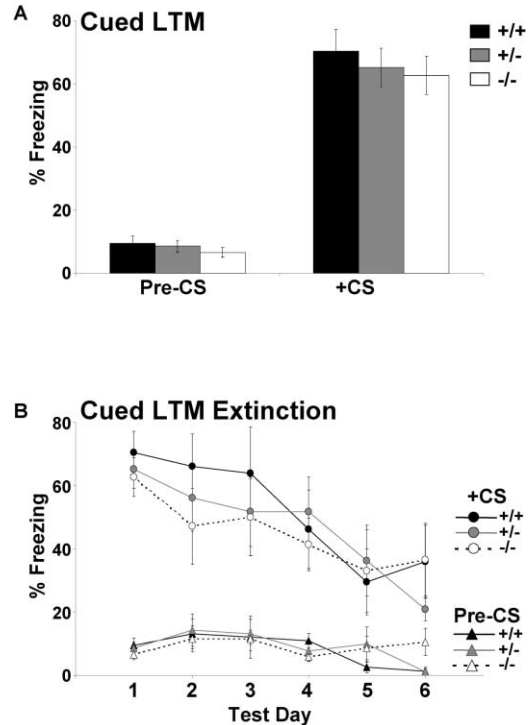 A
Cued LTM
80
60
40
20
0
% Freezing
+/+
+/-
-/-
Pre-CS
+CS
B
Cued LTM Extinction
80
60
40
20
0
% Freezing
+CS
+/+
+/-
-/-
Pre-CS
+/+
+/-
-/-
1 2 3 4 5 6
Test Day